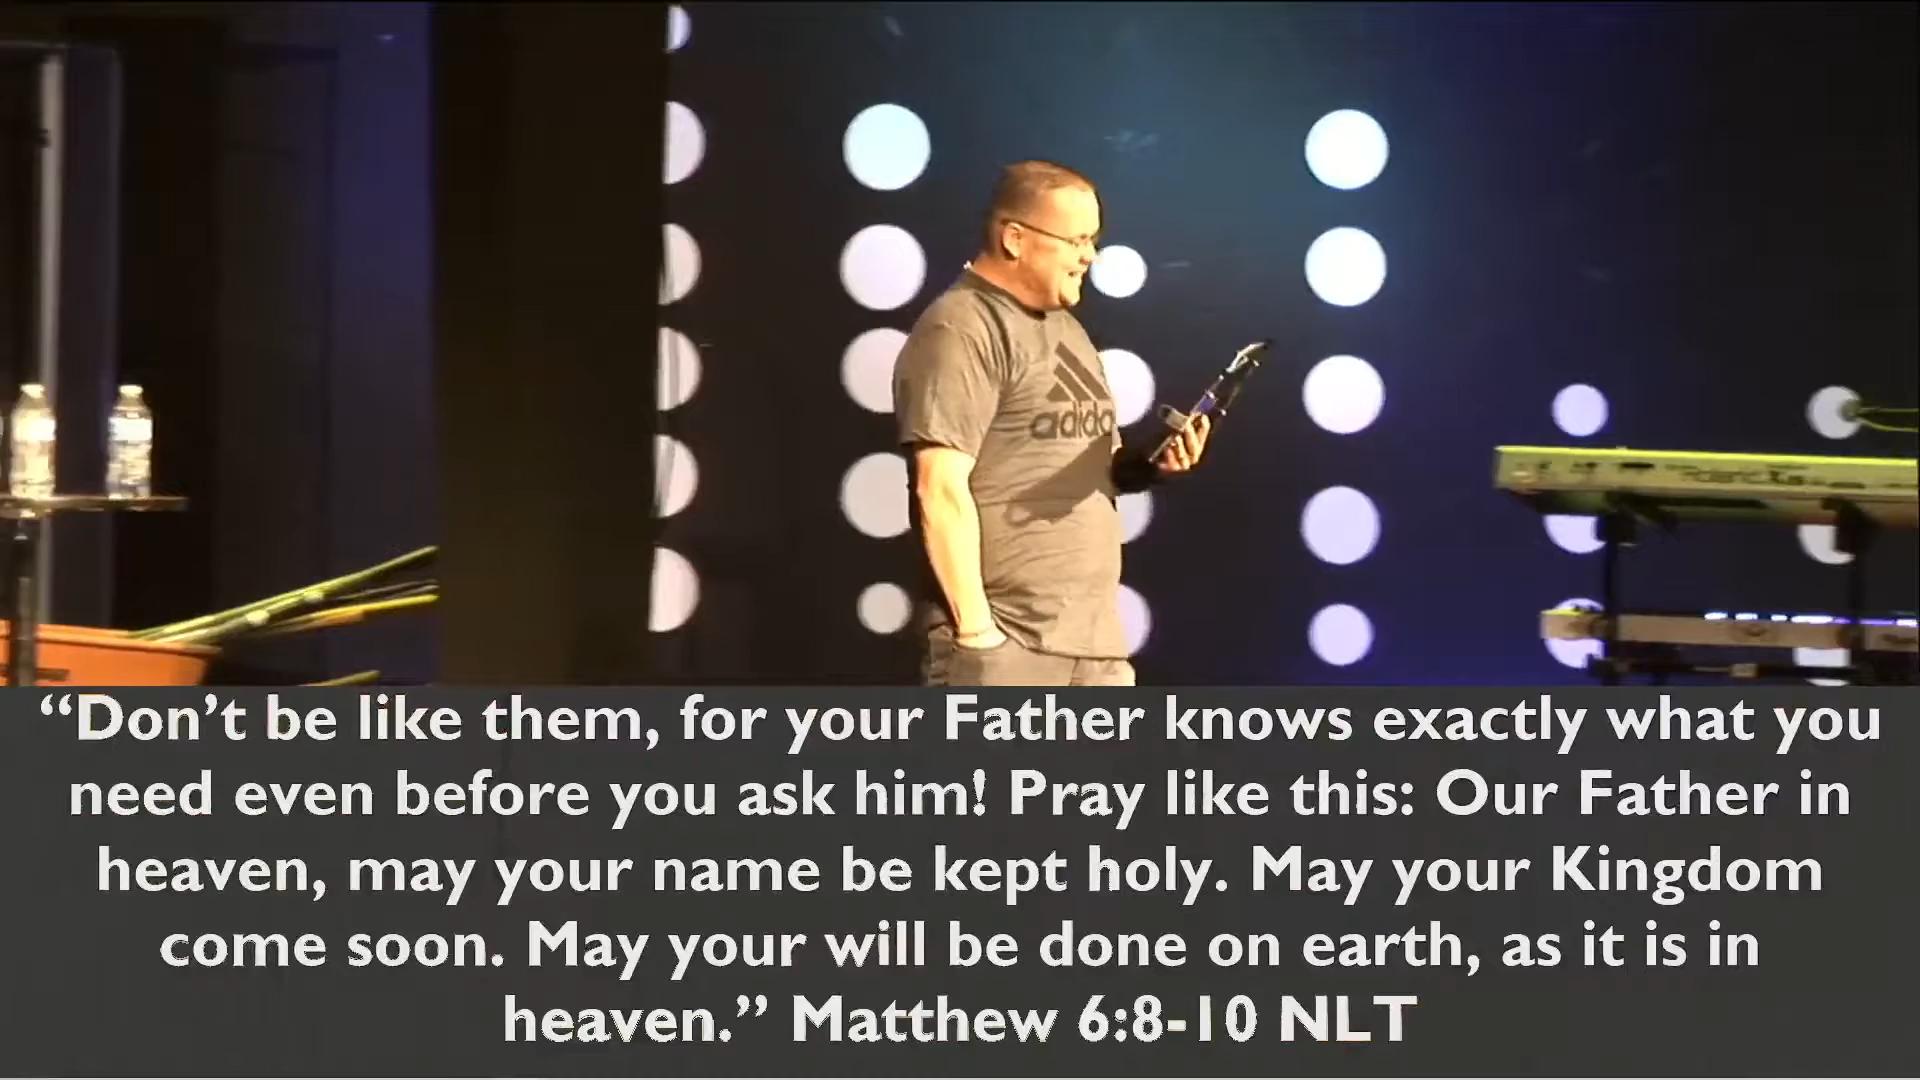 adidas
“Don’t be like them, for your Father knows exactly what you
need even before you ask him! Pray like this: Our Father in
heaven, may your name be kept holy. May your Kingdom
come soon. May your will be done on earth, as it is in
heaven.” Matthew 6:8-10 NLT